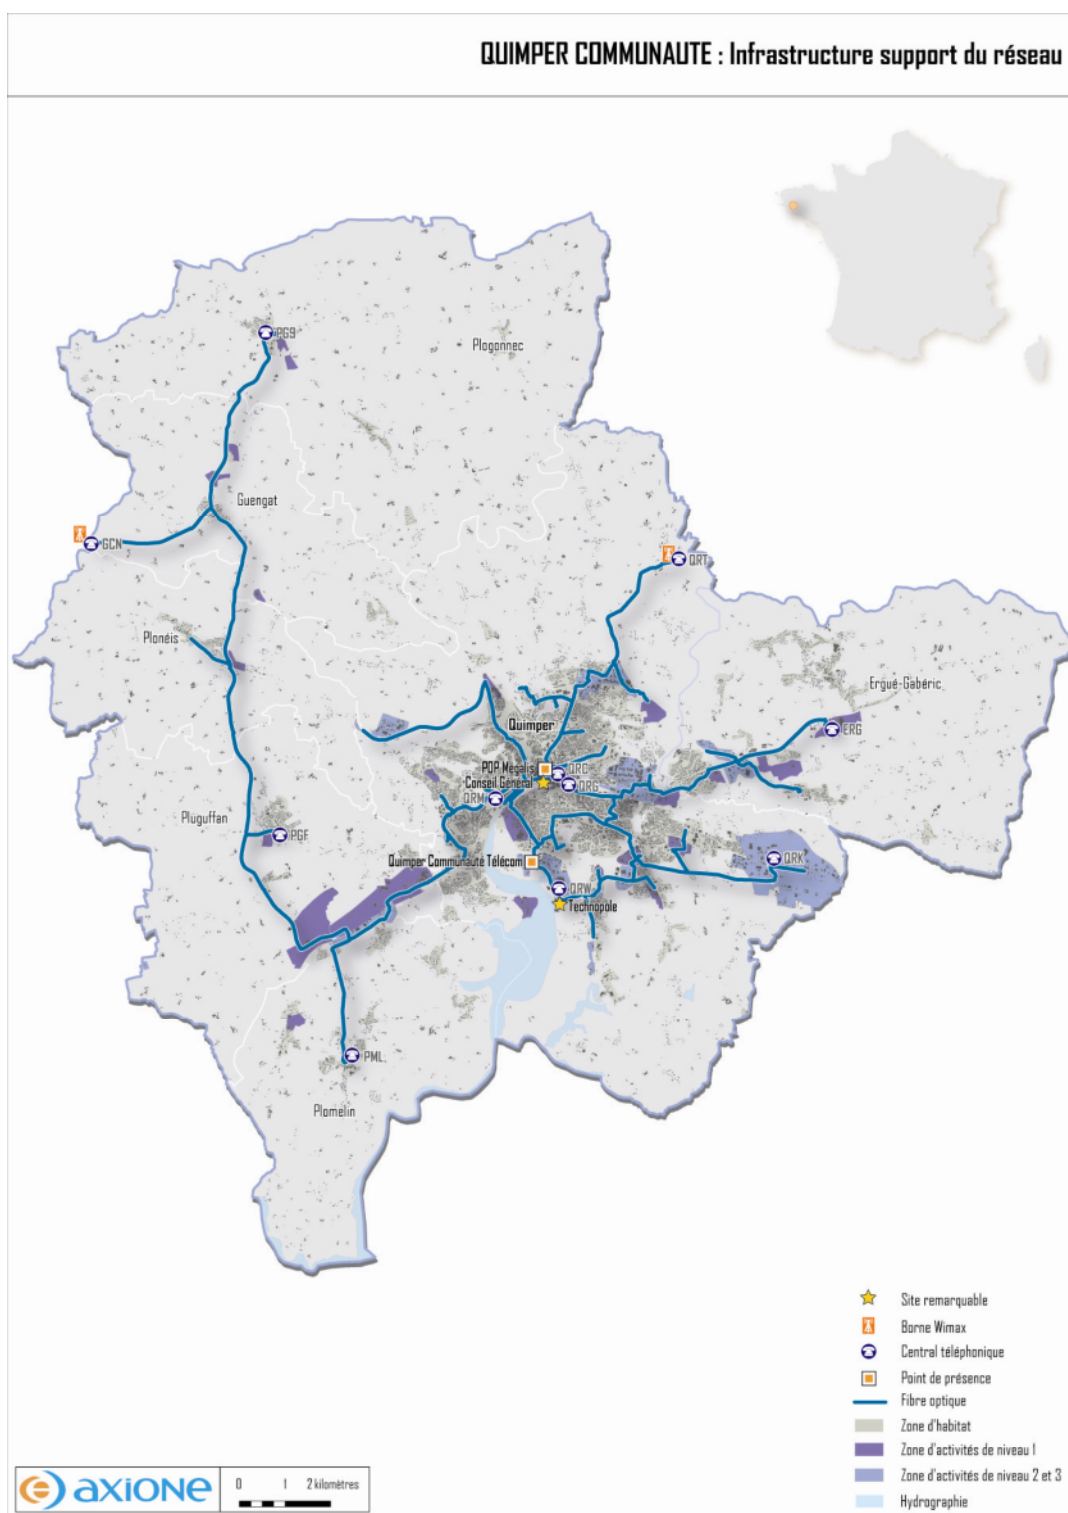 QUIMPER COMMUNAUTE : Infrastructure support du réseau
PG9
Plogonnec
Guengat
GCN
QRT
Plonéis
Ergué-Gabéric
Quimper
ERG
POP Mégalis
QRC
Conseil Général
QRG
QRM
Pluguffan
PGF
Quimper Communauté Télécom
QRK
QRW
Technopole
PML
Plomelin
Site remarquable
Borne Wimax
Central téléphonique
Point de présence
Fibre optique
Zone d'habitat
Zone d'activités de niveau 1
Zone d'activités de niveau 2 et 3
Hydrographie
axione
0 1 2 kilomètres